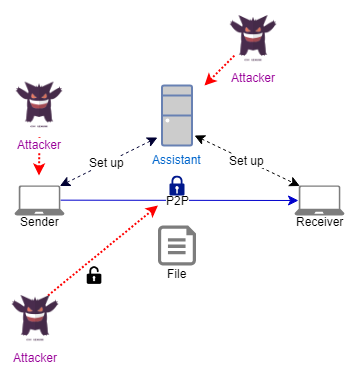 Attacker
Attacker
Assistant
Set up
Set up
P2P
Sender
Receiver
File
Attacker